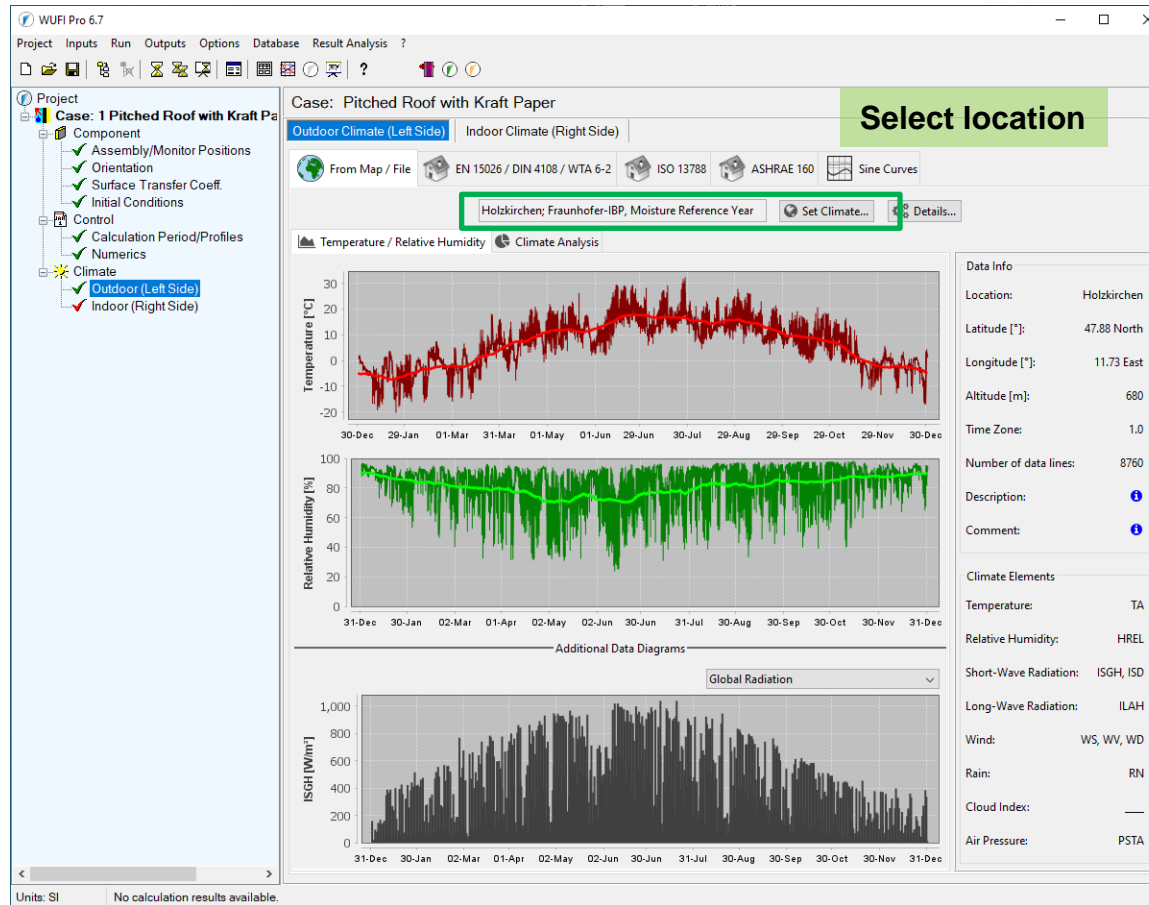 WUFI Pro 6.7
Project Inputs Run Outputs Options Database Result Analysis ?
Project
Case: 1 Pitched Roof with Kraft Pa
Component
Assembly/Monitor Positions
Orientation
Surface Transfer Coeff.
Initial Conditions
Control
Calculation Period/Profiles
Numerics
Climate
Outdoor (Left Side)
Indoor (Right Side)
Case: Pitched Roof with Kraft Paper
Select location
Outdoor Climate (Left Side) Indoor Climate (Right Side)
From Map / File EN 15026 / DIN 4108 / WTA 6-2 ISO 13788 ASHRAE 160 Sine Curves
Holzkirchen; Fraunhofer-IBP, Moisture Reference Year Set Climate... Details...
Temperature / Relative Humidity Climate Analysis
Temperature [°C]
30
20
10
0
-10
-20
30-Dec 29-Jan 01-Mar 31-Mar 01-May 01-Jun 29-Jun 30-Jul 29-Aug 29-Sep 29-Oct 29-Nov 30-Dec
Relative Humidity [%]
100
80
60
40
20
0
31-Dec 30-Jan 02-Mar 01-Apr 02-May 02-Jun 30-Jun 31-Jul 30-Aug 30-Sep 30-Oct 30-Nov 31-Dec
Additional Data Diagrams
Global Radiation
ISGH [W/m²]
1,000
800
600
400
200
0
31-Dec 30-Jan 02-Mar 01-Apr 02-May 02-Jun 30-Jun 31-Jul 30-Aug 30-Sep 30-Oct 30-Nov 31-Dec
Data Info
Location: Holzkirchen
Latitude [°]: 47.88 North
Longitude [°]: 11.73 East
Altitude [m]: 680
Time Zone: 1.0
Number of data lines: 8760
Description:
Comment:
Climate Elements
Temperature: TA
Relative Humidity: HREL
Short-Wave Radiation: ISGH, ISD
Long-Wave Radiation: ILAH
Wind: WS, WV, WD
Rain: RN
Cloud Index: ___
Air Pressure: PSTA
Units: SI No calculation results available.